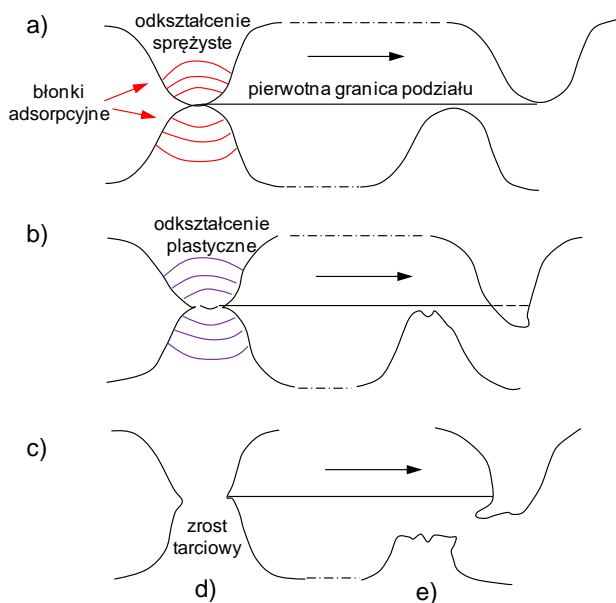 a)
odkształcenie
sprężyste
błonki
adsorpcyjne
pierwotna granica podziału
b)
odkształcenie
plastyczne
c)
zrost
tarciowy
d)
e)